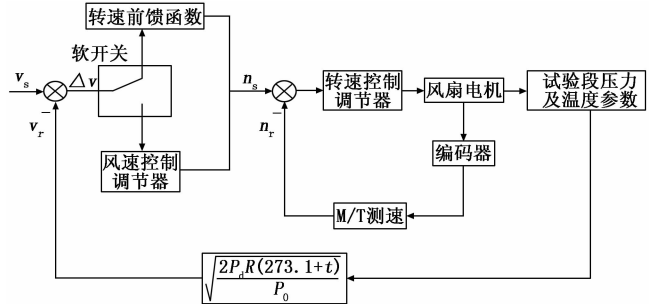 转速前馈函数
软开关
v_s
Δv
v_r
−
风速控制
调节器
n_s
n_r
−
转速控制
调节器
风扇电机
试验段压力
及温度参数
编码器
M/T测速
√(2P_dR(273.1+t)/P_0)